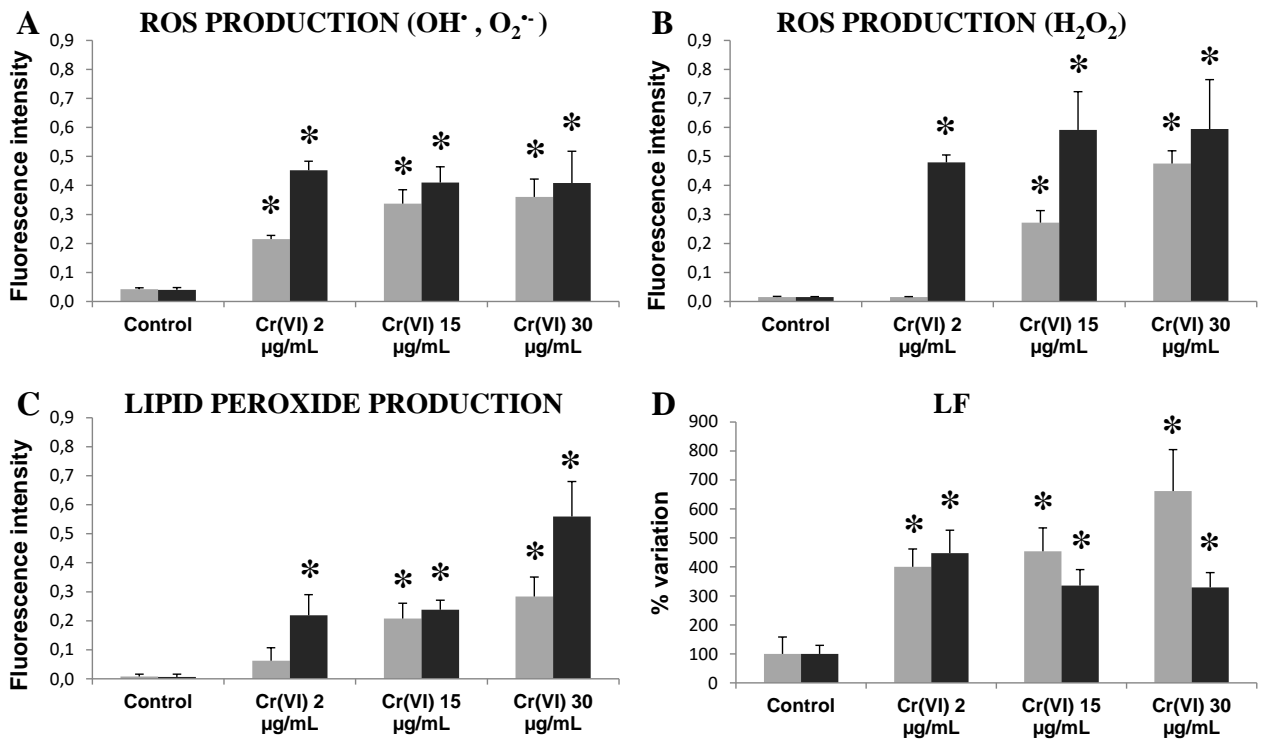 A ROS PRODUCTION (OH• , O₂•-)
0,9
0,8
0,7
0,6
0,5
0,4
0,3
0,2
0,1
0,0
Fluorescence intensity
* * * * * *
Control Cr(VI) 2 Cr(VI) 15 Cr(VI) 30
µg/mL µg/mL µg/mL
B ROS PRODUCTION (H₂O₂)
0,9
0,8
0,7
0,6
0,5
0,4
0,3
0,2
0,1
0,0
Fluorescence intensity
* * * * *
Control Cr(VI) 2 Cr(VI) 15 Cr(VI) 30
µg/mL µg/mL µg/mL
C LIPID PEROXIDE PRODUCTION
0,9
0,8
0,7
0,6
0,5
0,4
0,3
0,2
0,1
0,0
Fluorescence intensity
* * * * *
Control Cr(VI) 2 Cr(VI) 15 Cr(VI) 30
µg/mL µg/mL µg/mL
D LF
900
800
700
600
500
400
300
200
100
0
% variation
* * * * * *
Control Cr(VI) 2 Cr(VI) 15 Cr(VI) 30
µg/mL µg/mL µg/mL